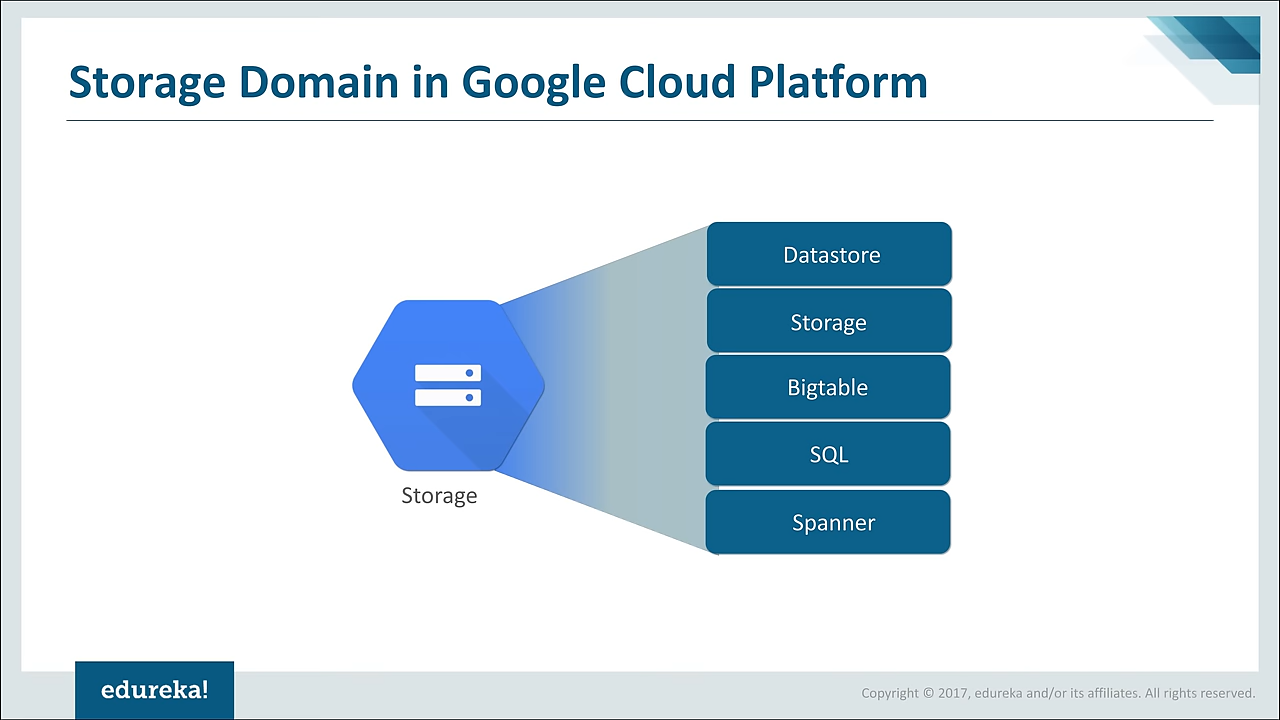 Storage Domain in Google Cloud Platform
Datastore
Storage
Bigtable
SQL
Spanner
Storage
edureka!
Copyright © 2017, edureka and/or its affiliates. All rights reserved.